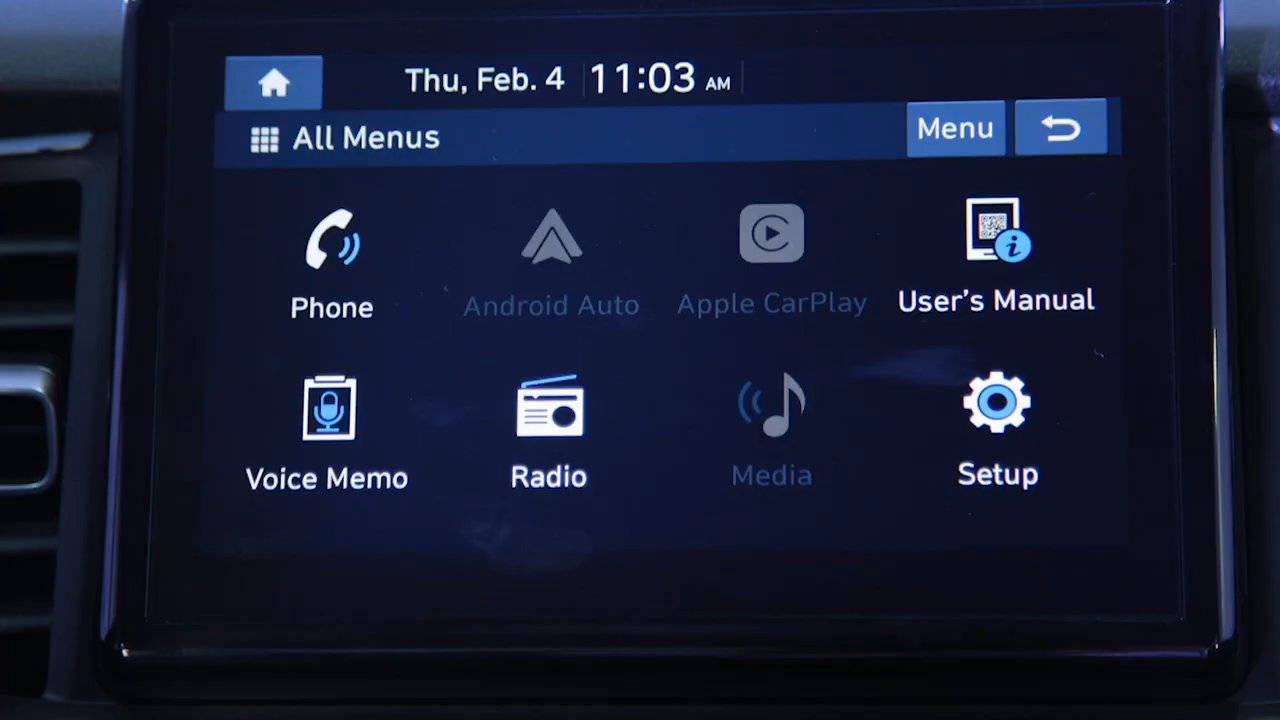 Thu, Feb. 4 11:03 AM
All Menus Menu
Phone Android Auto Apple CarPlay User's Manual
Voice Memo Radio Media Setup